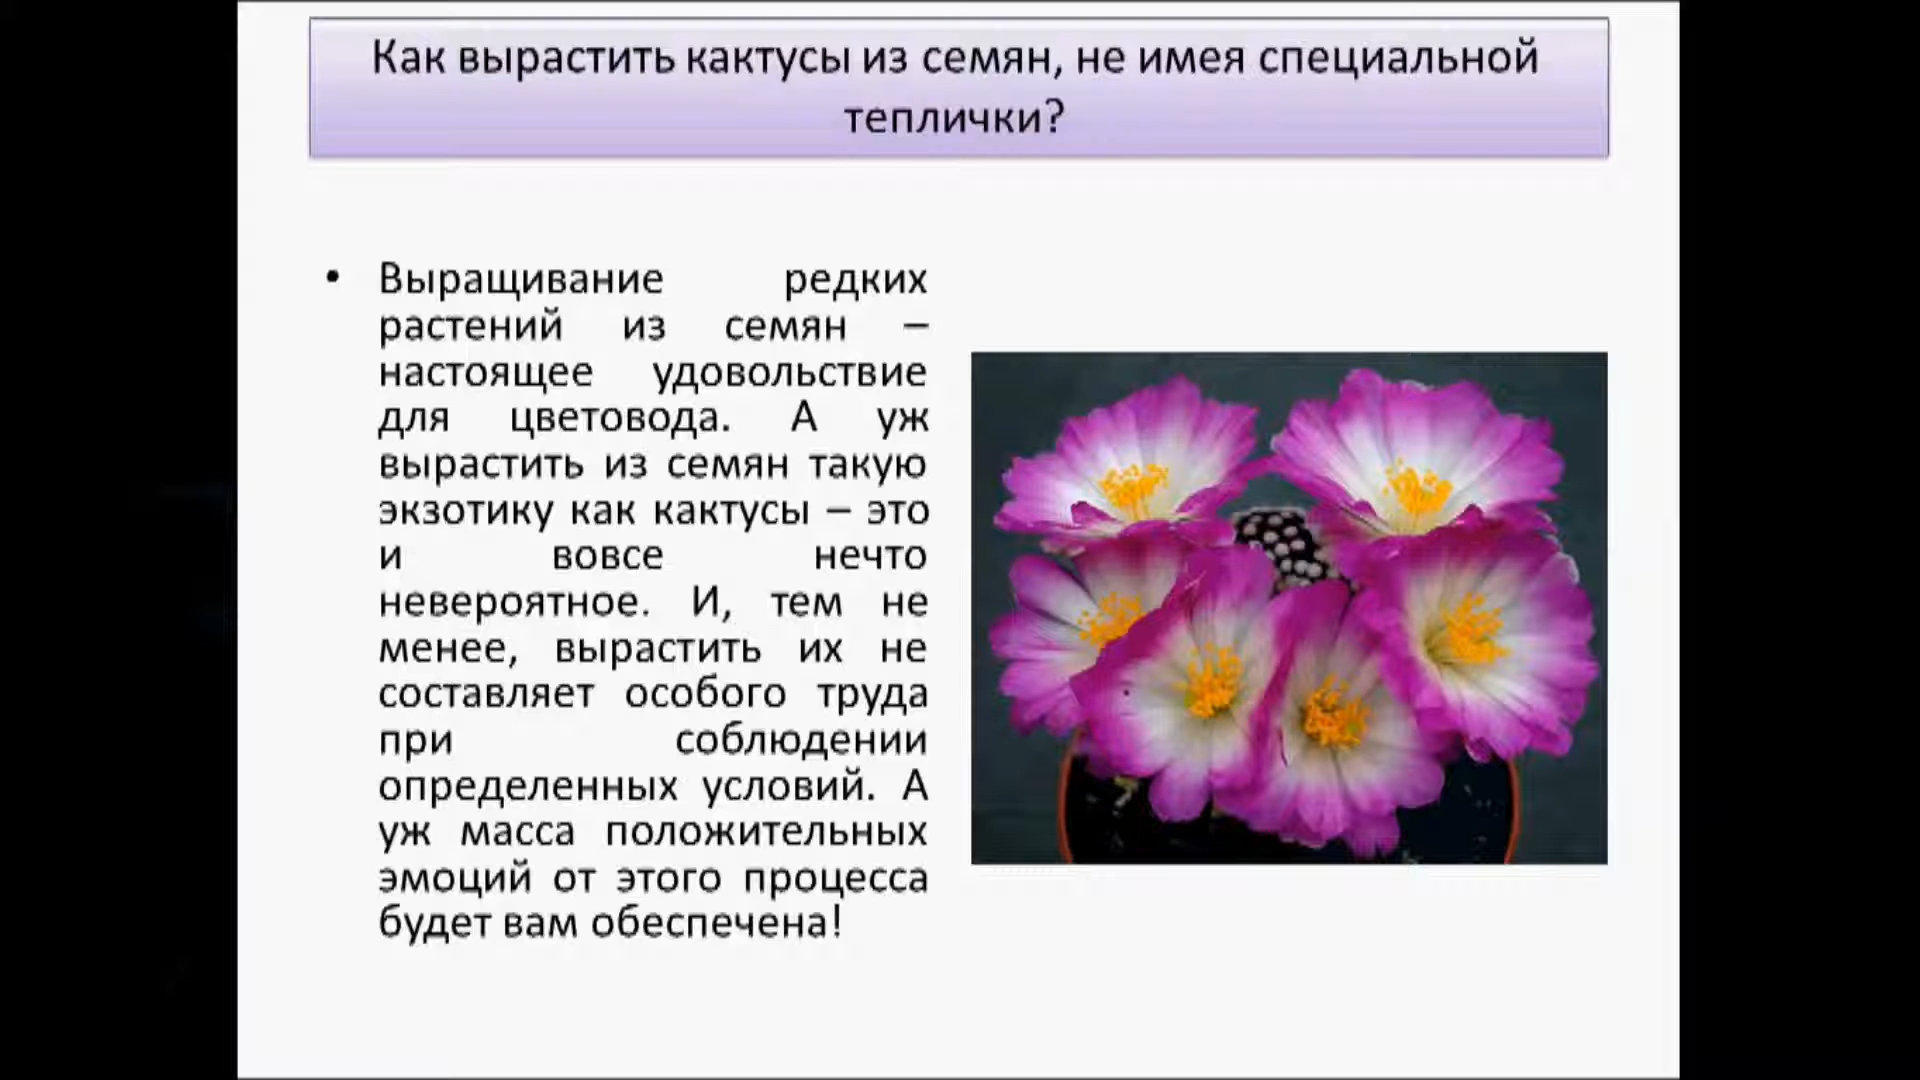 Как вырастить кактусы из семян, не имея специальной
теплички?
• Выращивание редких
растений из семян –
настоящее удовольствие
для цветовода. А уж
вырастить из семян такую
экзотику как кактусы – это
и вовсе нечто
невероятное. И, тем не
менее, вырастить их не
составляет особого труда
при соблюдении
определенных условий. А
уж масса положительных
эмоций от этого процесса
будет вам обеспечена!